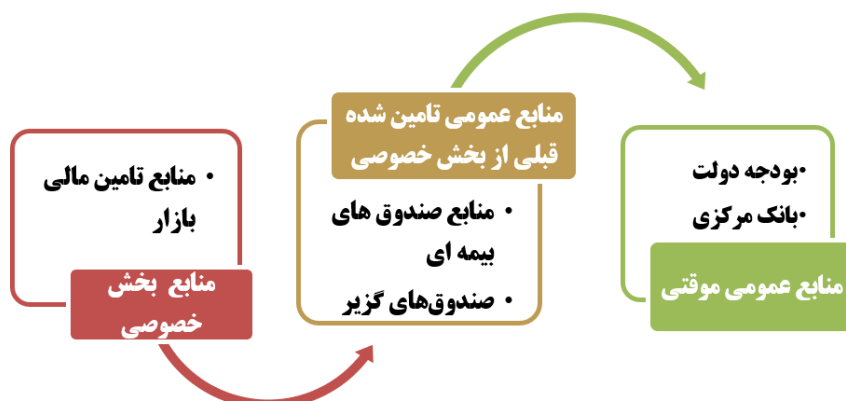 • منابع تامین مالی
بازار
منابع بخش
خصوصی
منابع عمومی تامین شده
قبلی از بخش خصوصی
• منابع صندوق های
بیمه ای
• صندوق‌های گزیر
•بودجه دولت
•بانک مرکزی
منابع عمومی موقتی